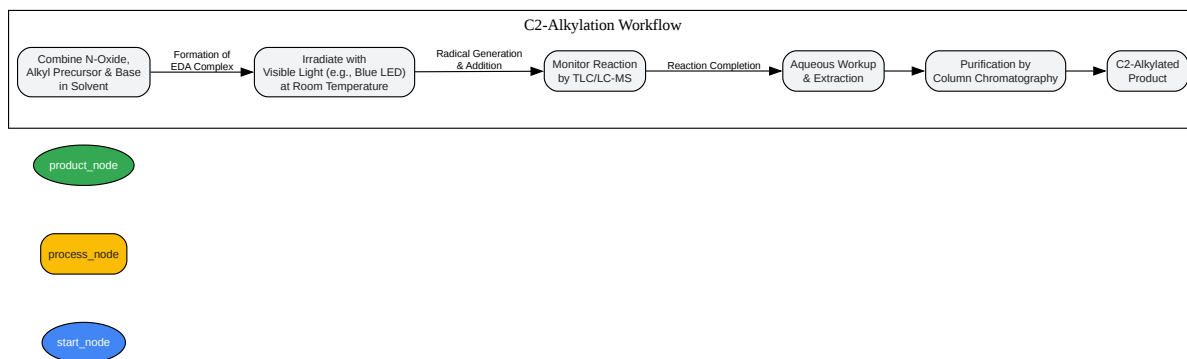 C2-Alkylation Workflow
Combine N-Oxide,
Alkyl Precursor & Base
in Solvent
Formation of
EDA Complex
Irradiate with
Visible Light (e.g., Blue LED)
at Room Temperature
Radical Generation
& Addition
Monitor Reaction
by TLC/LC-MS
Reaction Completion
Aqueous Workup
& Extraction
Purification by
Column Chromatography
C2-Alkylated
Product
product_node
process_node
start_node